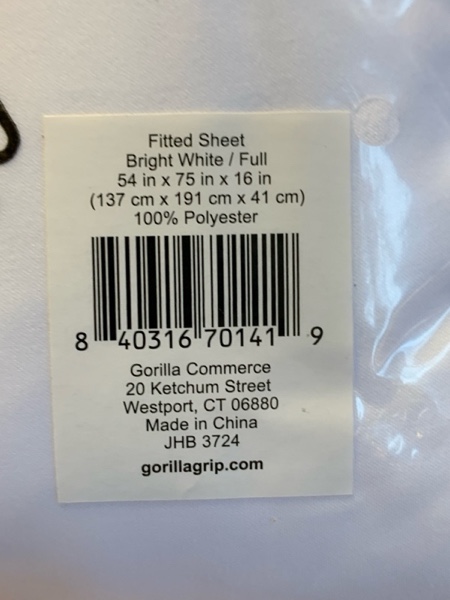 Fitted Sheet
Bright White / Full
54 in x 75 in x 16 in
(137 cm x 191 cm x 41 cm)
100% Polyester
8 40316 70141 9
Gorilla Commerce
20 Ketchum Street
Westport, CT 06880
Made in China
JHB 3724
gorillagrip.com